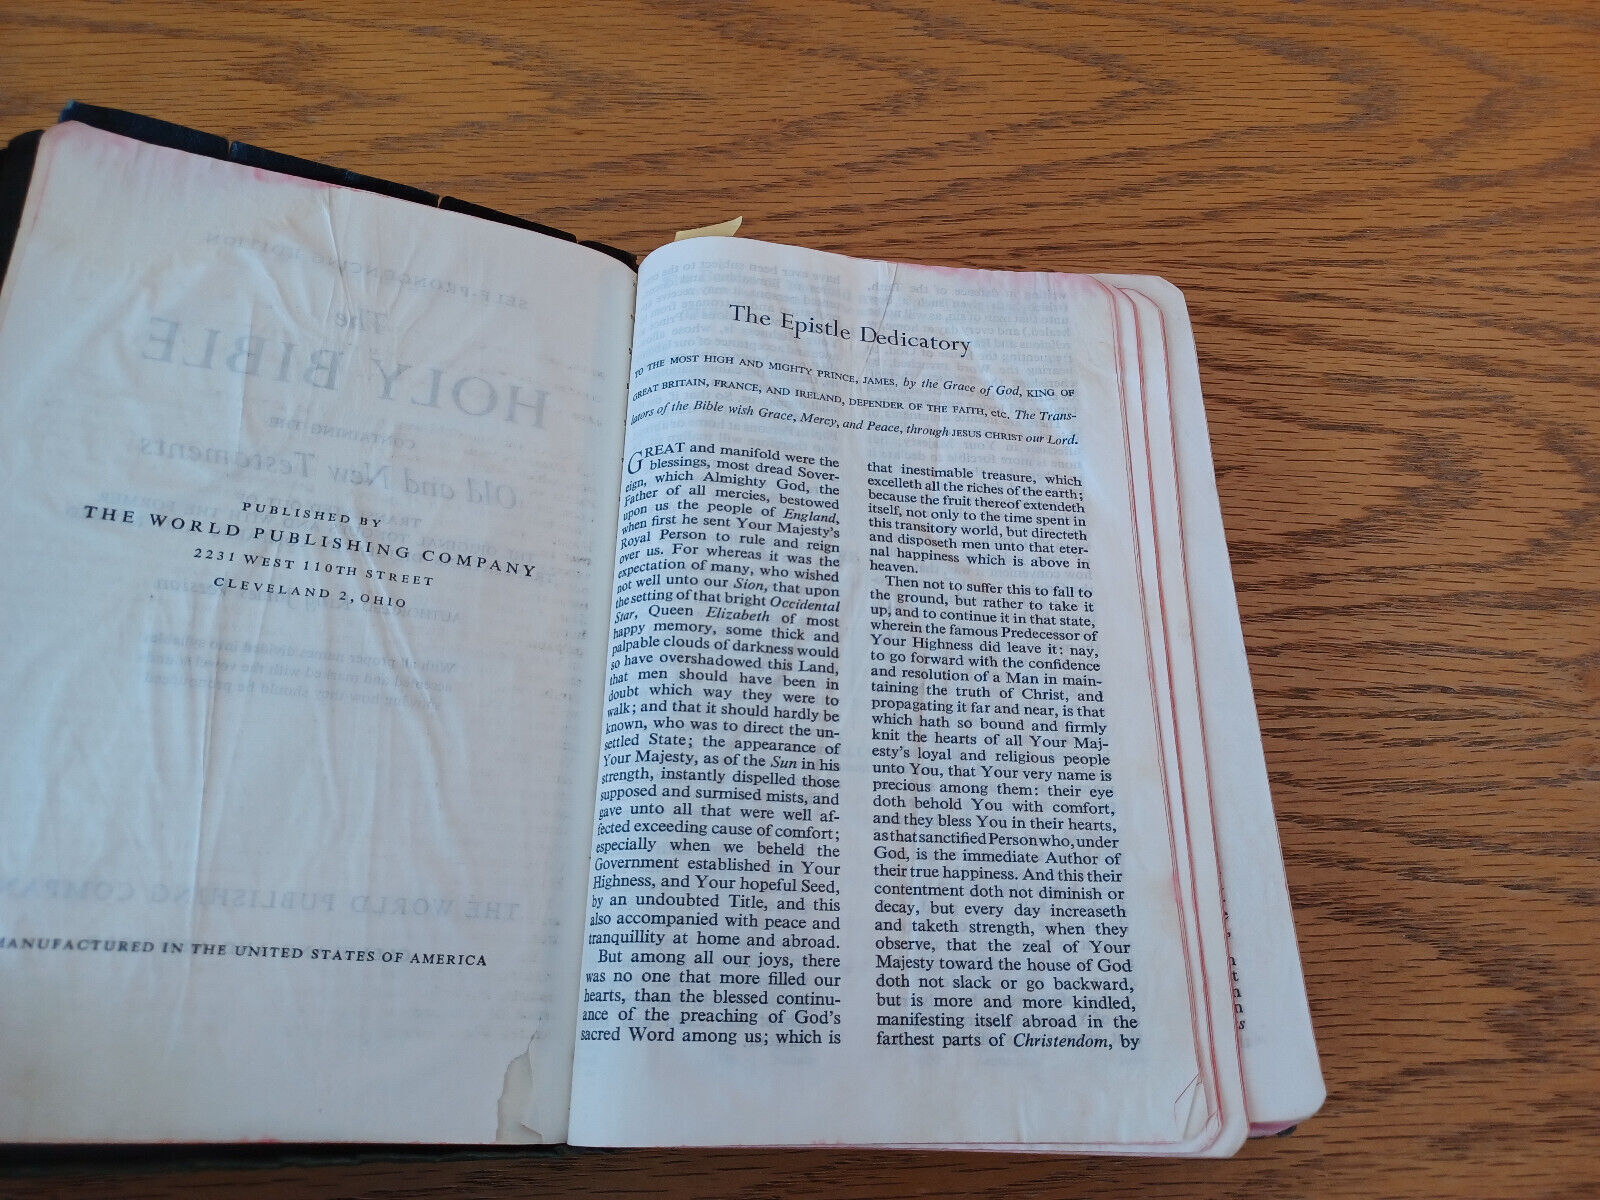 PUBLISHED BY
THE WORLD PUBLISHING COMPANY
2231 WEST 110TH STREET
CLEVELAND 2, OHIO
MANUFACTURED IN THE UNITED STATES OF AMERICA
The Epistle Dedicatory
TO THE MOST HIGH AND MIGHTY PRINCE, JAMES, by the Grace of God, KING OF
GREAT BRITAIN, FRANCE, AND IRELAND, DEFENDER OF THE FAITH, etc. The Trans-
lators of the Bible wish Grace, Mercy, and Peace, through JESUS CHRIST our Lord.
GREAT and manifold were the
blessings, most dread Sover-
eign, which Almighty God, the
Father of all mercies, bestowed
upon us the people of England,
when first he sent Your Majesty's
Royal Person to rule and reign
over us. For whereas it was the
expectation of many, who wished
not well unto our Sion, that upon
the setting of that bright Occidental
Star, Queen Elizabeth of most
happy memory, some thick and
palpable clouds of darkness would
so have overshadowed this Land,
that men should have been in
doubt which way they were to
walk; and that it should hardly be
known, who was to direct the un-
settled State; the appearance of
Your Majesty, as of the Sun in his
strength, instantly dispelled those
supposed and surmised mists, and
gave unto all that were well af-
fected exceeding cause of comfort;
especially when we beheld the
Government established in Your
Highness, and Your hopeful Seed,
by an undoubted Title, and this
also accompanied with peace and
tranquillity at home and abroad.
But among all our joys, there
was no one that more filled our
hearts, than the blessed continu-
ance of the preaching of God's
sacred Word among us; which is
that inestimable treasure, which
excelleth all the riches of the earth;
because the fruit thereof extendeth
itself, not only to the time spent in
this transitory world, but directeth
and disposeth men unto that eter-
nal happiness which is above in
heaven.
Then not to suffer this to fall to
the ground, but rather to take it
up, and to continue it in that state,
wherein the famous Predecessor of
Your Highness did leave it: nay,
to go forward with the confidence
and resolution of a Man in main-
taining the truth of Christ, and
propagating it far and near, is that
which hath so bound and firmly
knit the hearts of all Your Maj-
esty's loyal and religious people
unto You, that Your very name is
precious among them: their eye
doth behold You with comfort,
and they bless You in their hearts,
as that sanctified Person who, under
God, is the immediate Author of
their true happiness. And this their
contentment doth not diminish or
decay, but every day increaseth
and taketh strength, when they
observe, that the zeal of Your
Majesty toward the house of God
doth not slack or go backward,
but is more and more kindled,
manifesting itself abroad in the
farthest parts of Christendom, by